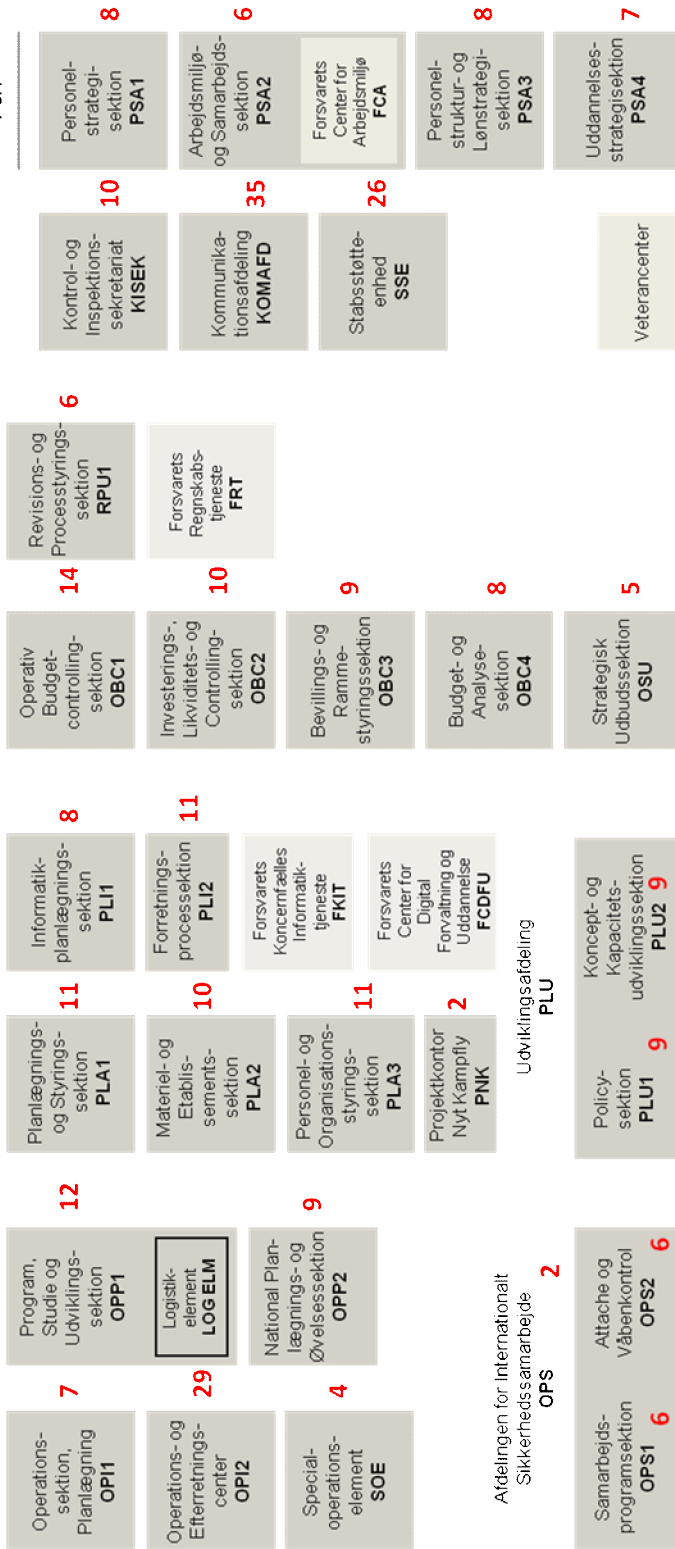 Operations-
sektion,
Planlægning
OPI1
7
Operations- og
Efterretnings-
center
OPI2
29
Special-
operations-
element
SOE
4
Program,
Studie og
Udviklings-
sektion
OPP1
12
Logistik-
element
LOG ELM
National Plan-
lægnings- og
Øvelsessektion
OPP2
9
Afdelingen for Internationalt
Sikkerhedssamarbejde
OPS
2
Samarbejds-
programsektion
OPS1
6
Attache og
Våbenkontrol
OPS2
6
Planlægnings-
og Styrings-
sektion
PLA1
11
Materiel- og
Etablis-
sements-
sektion
PLA2
10
Personel- og
Organisations-
styrings-
sektion
PLA3
11
Projektkontor
Nyt Kampfly
PNK
2
Informatik-
planlægnings-
sektion
PLI1
8
Forretnings-
processektion
PLI2
11
Forsvarets
Koncernfælles
Informatik-
tjeneste
FKIT
Forsvarets
Center for
Digital
Forvaltning og
Uddannelse
FCDFU
Udviklingsafdeling
PLU
Policy-
sektion
PLU1
9
Koncept- og
Kapacitets-
udviklingssektion
PLU2
9
Operativ
Budget-
controlling-
sektion
OBC1
14
Investerings-,
Likviditets- og
Controlling-
sektion
OBC2
10
Bevillings- og
Ramme-
styringssektion
OBC3
9
Budget- og
Analyse-
sektion
OBC4
8
Strategisk
Udbudssektion
OSU
5
Revisions- og
Processtyrings-
sektion
RPU1
6
Forsvarets
Regnskabs-
tjeneste
FRT
Kontrol- og
Inspektions-
sekretariat
KISEK
10
Kommunika-
tionsafdeling
KOMAFD
35
Stabsstøtte-
enhed
SSE
26
Veterancenter
Personel-
strategi-
sektion
PSA1
8
Arbejdsmiljø-
og Samarbejds-
sektion
PSA2
6
Forsvarets
Center for
Arbejdsmiljø
FCA
Personel-
struktur- og
Lønstrategi-
sektion
PSA3
8
Uddannelses-
strategisektion
PSA4
7